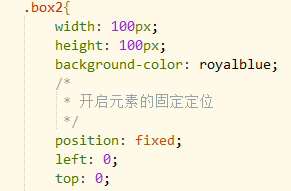 .box2{
width: 100px;
height: 100px;
background-color: royalblue;
/*
* 开启元素的固定定位
*/
position: fixed;
left: 0;
top: 0;